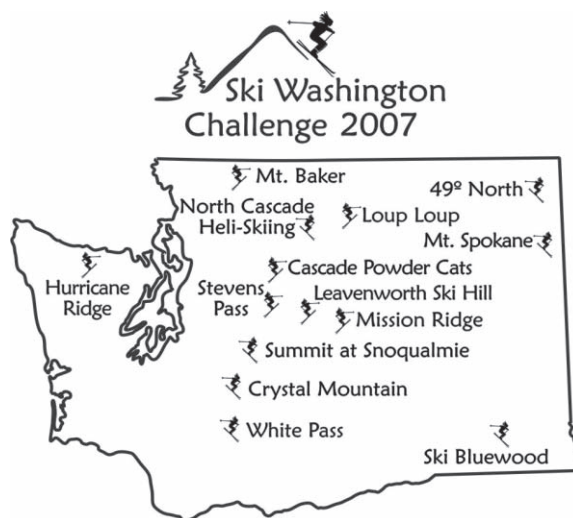 Ski Washington
Challenge 2007
Mt. Baker
49º North
North Cascade
Heli-Skiing
Loup Loup
Mt. Spokane
Hurricane
Ridge
Cascade Powder Cats
Stevens
Pass
Leavenworth Ski Hill
Mission Ridge
Summit at Snoqualmie
Crystal Mountain
White Pass
Ski Bluewood